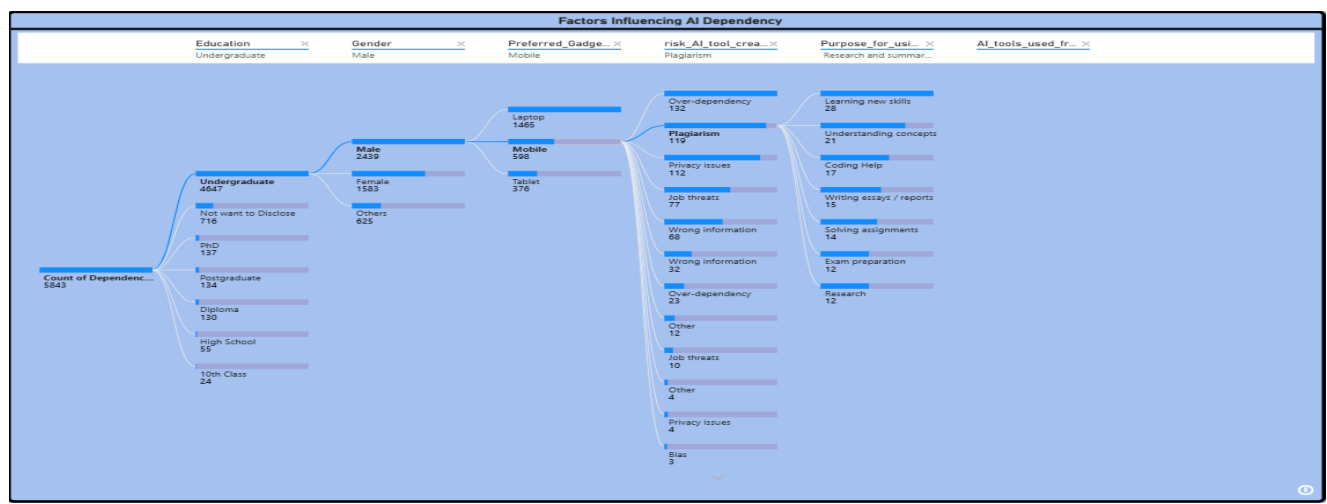 Factors Influencing AI Dependency
Education
Undergraduate
Gender
Male
Preferred_Gadge...
Mobile
risk_AI_tool_crea...
Plagiarism
Purpose_for_usi...
Research and summar...
AI_tools_used_fr...
Count of Dependenc...
5843
Undergraduate
4647
Not want to Disclose
716
PhD
137
Postgraduate
134
Diploma
130
High School
55
10th Class
24
Male
2439
Female
1583
Others
625
Laptop
1465
Mobile
598
Tablet
376
Over-dependency
132
Plagiarism
119
Privacy issues
112
Job threats
77
Wrong information
68
Wrong information
32
Over-dependency
23
Other
12
Job threats
10
Other
4
Privacy issues
4
Bias
3
Learning new skills
28
Understanding concepts
21
Coding Help
17
Writing essays / reports
15
Solving assignments
14
Exam preparation
12
Research
12